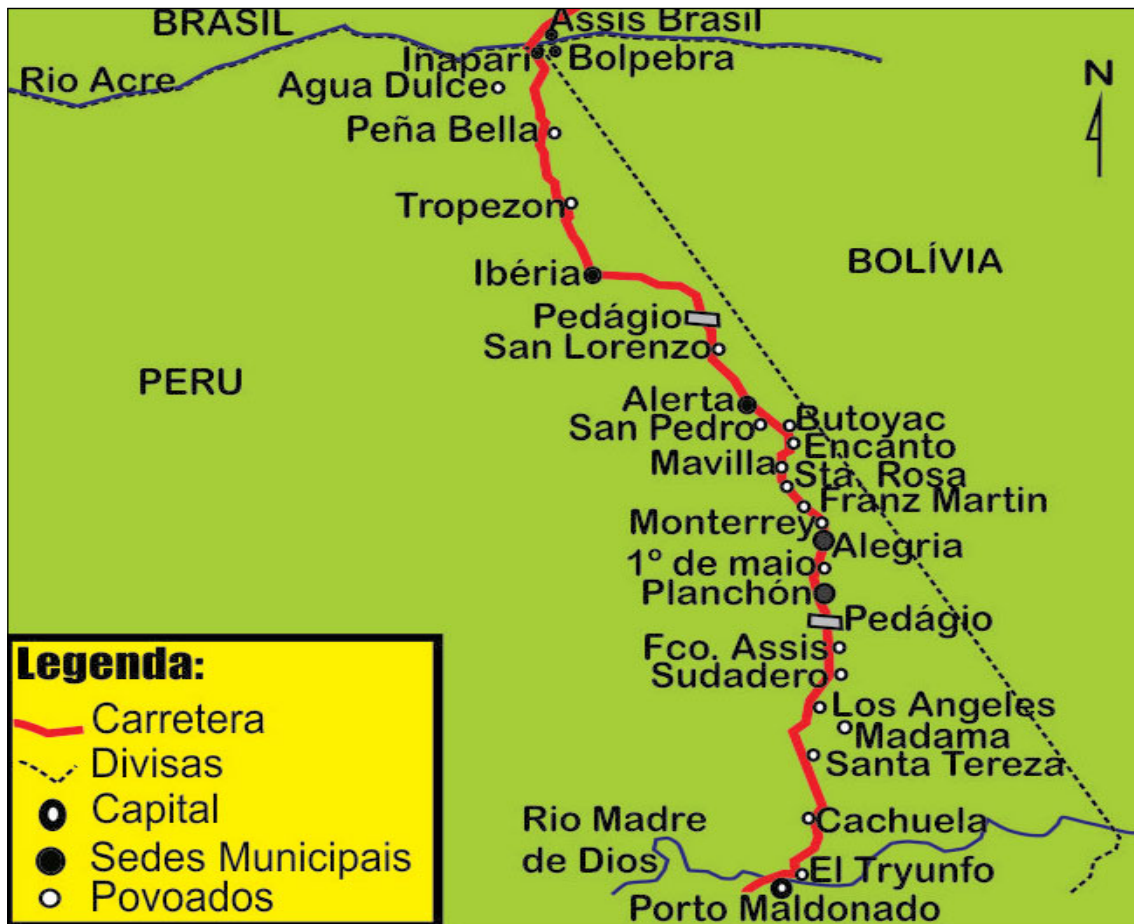 BRASIL
Assis Brasil
Iñapari
Bolpebra
Rio Acre
Agua Dulce
N
Peña Bella
Tropezon
BOLÍVIA
Ibéria
Pedágio
San Lorenzo
PERU
Alerta
Butoyac
San Pedro
Encanto
Mavilla
Sta. Rosa
Franz Martin
Monterrey
Alegria
1º de maio
Planchón
Pedágio
Fco. Assis
Sudadero
Los Angeles
Madama
Santa Tereza
Rio Madre
de Dios
Cachuela
El Tryunfo
Porto Maldonado
Legenda:
Carretera
Divisas
Capital
Sedes Municipais
Povoados